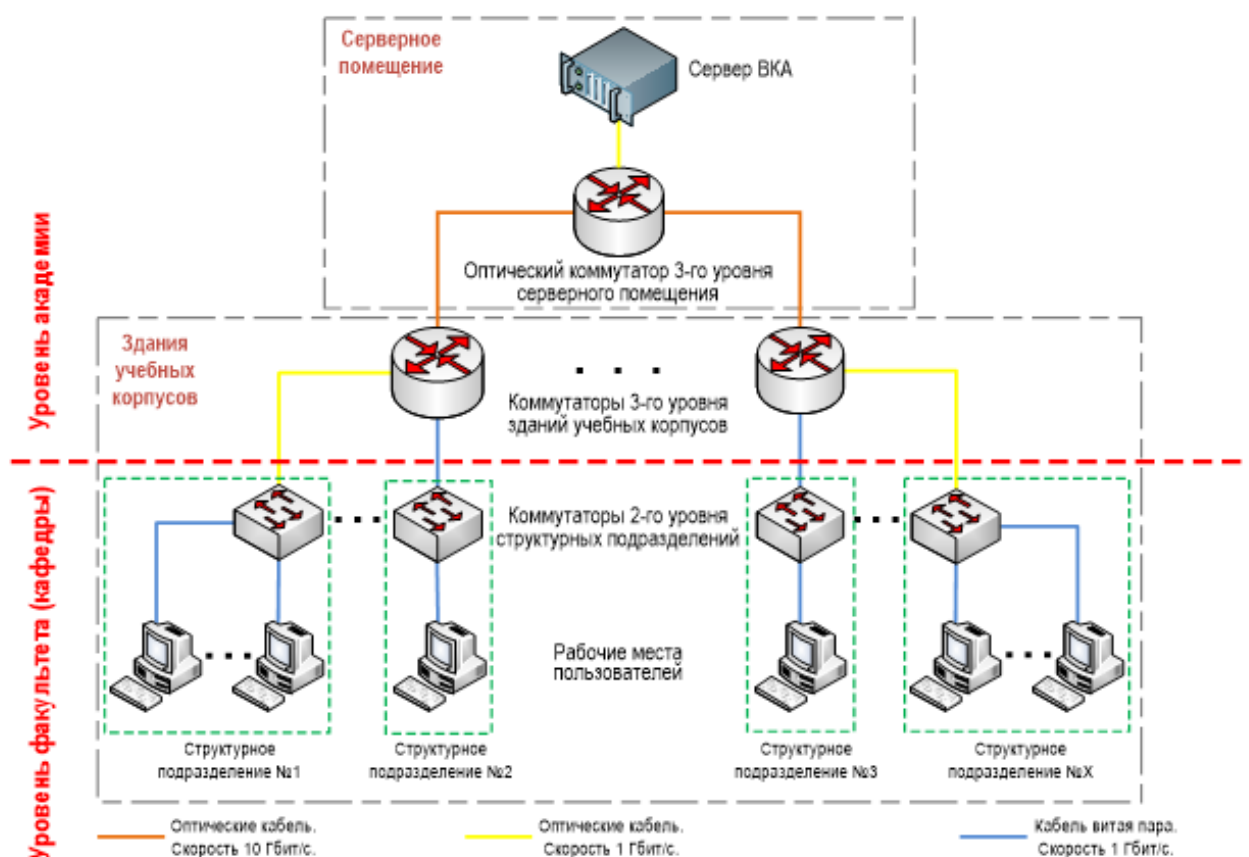 Серверное
помещение
Сервер ВКА
Оптический коммутатор 3-го уровня
серверного помещения
Уровень академии
Здания
учебных
корпусов
Коммутаторы 3-го уровня
зданий учебных корпусов
Уровень факультета (кафедры)
Коммутаторы 2-го уровня
структурных подразделений
Рабочие места
пользователей
Структурное
подразделение №1
Структурное
подразделение №2
Структурное
подразделение №3
Структурное
подразделение №X
Оптические кабель.
Скорость 10 Гбит/с.
Оптические кабель.
Скорость 1 Гбит/с.
Кабель витая пара.
Скорость 1 Гбит/с.